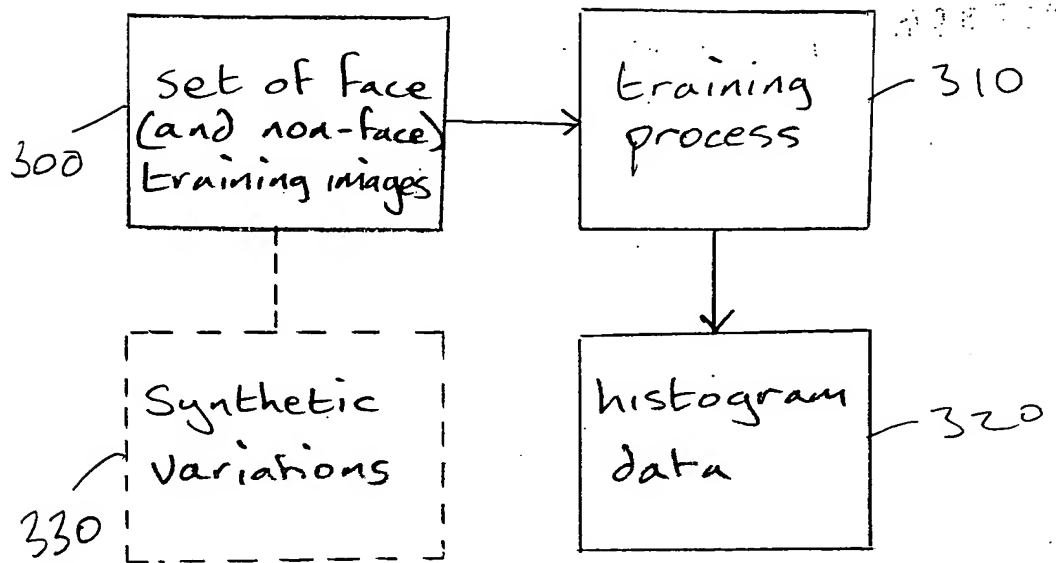 set of face
(and non-face)
training images
300
training
process
310
Synthetic
variations
330
histogram
data
320